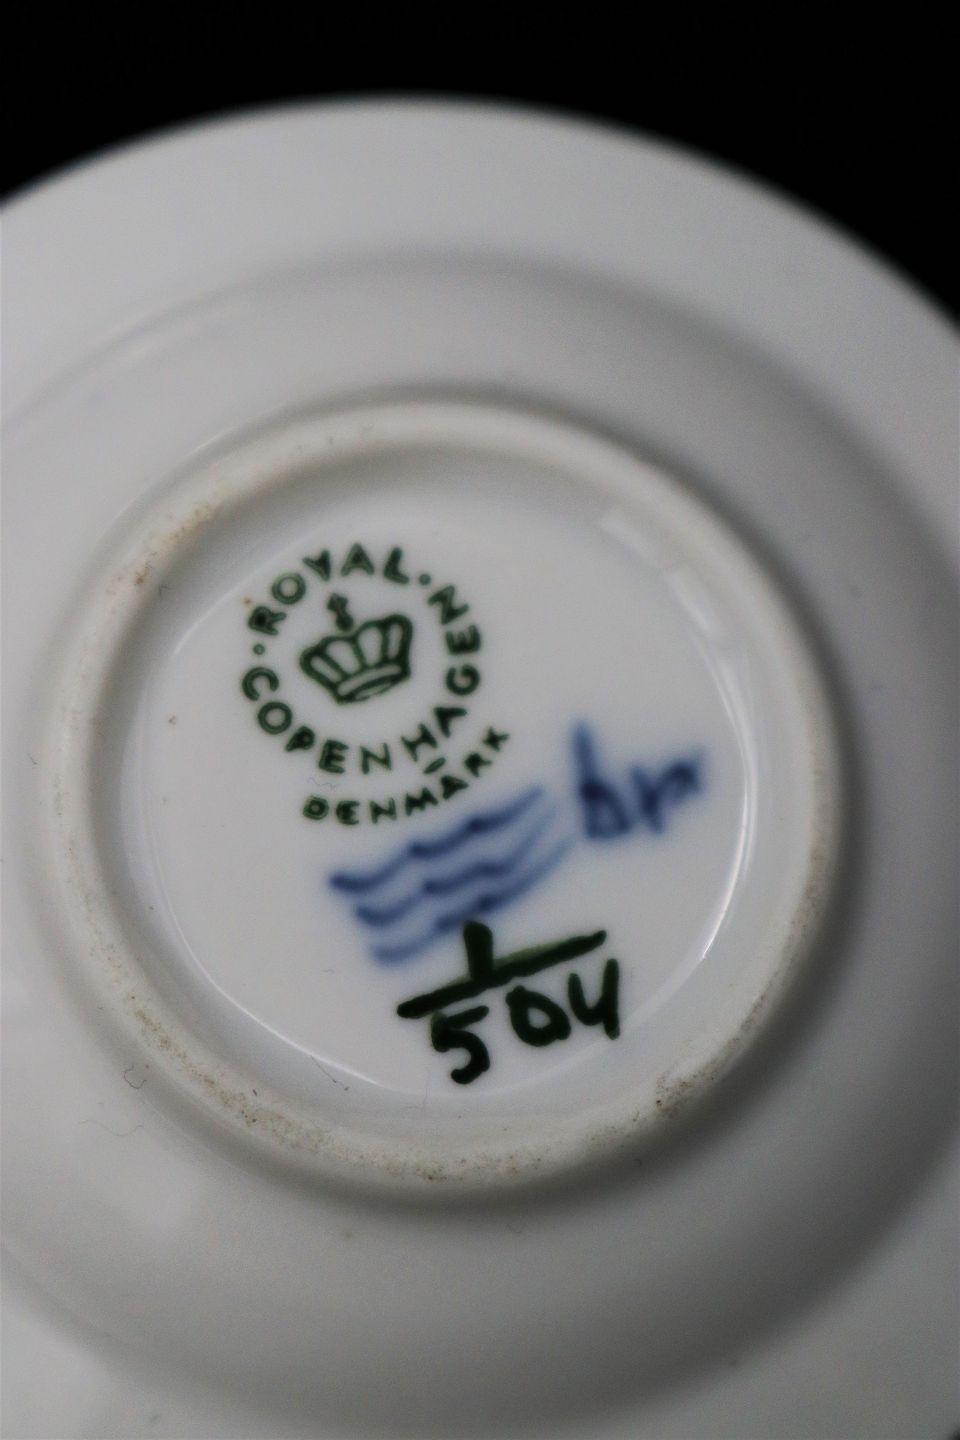 ROYAL
COPENHAGEN
DENMARK
1
504